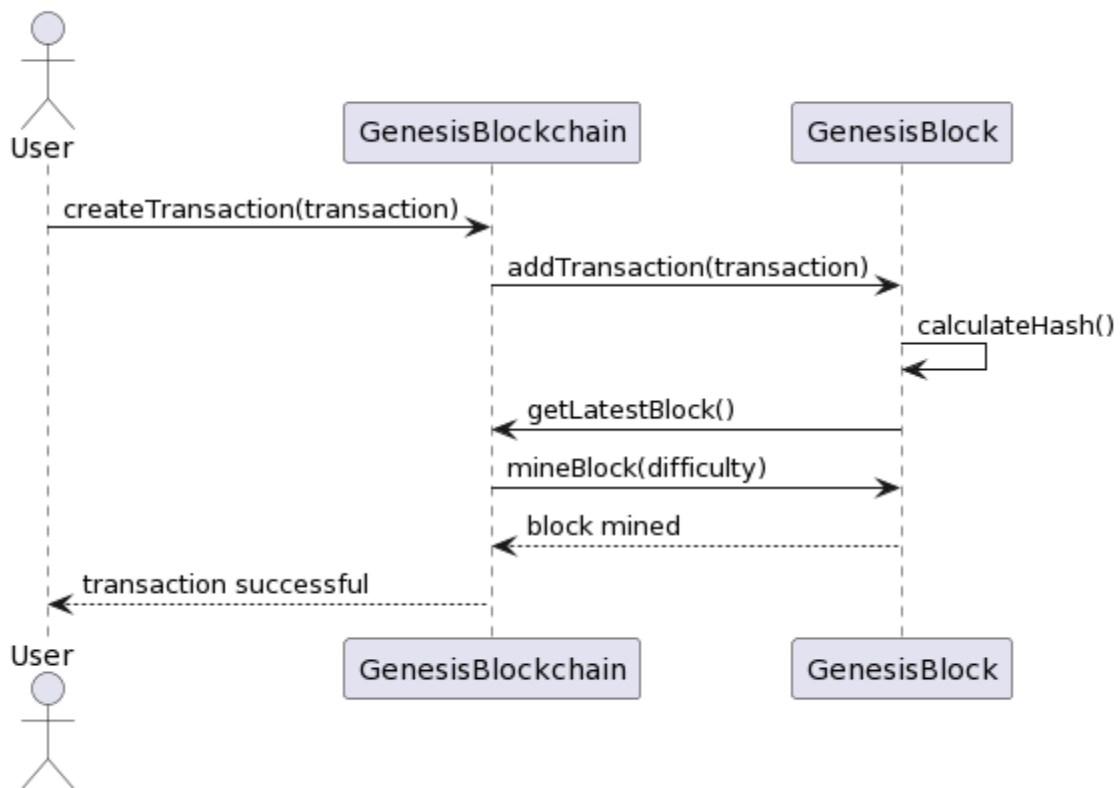 User
GenesisBlockchain
GenesisBlock
createTransaction(transaction)
addTransaction(transaction)
calculateHash()
getLatestBlock()
mineBlock(difficulty)
block mined
transaction successful
User
GenesisBlockchain
GenesisBlock